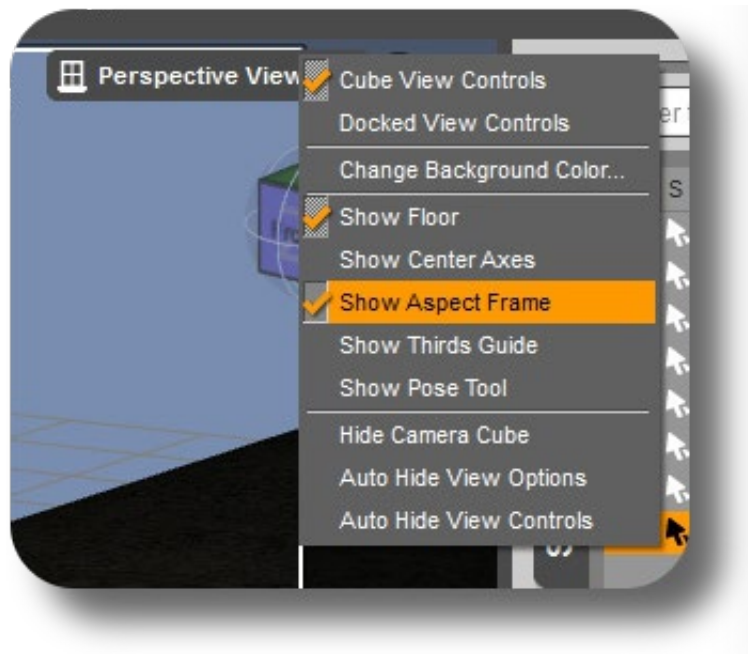 Perspective View
Cube View Controls
Docked View Controls
Change Background Color...
Show Floor
Show Center Axes
Show Aspect Frame
Show Thirds Guide
Show Pose Tool
Hide Camera Cube
Auto Hide View Options
Auto Hide View Controls
S